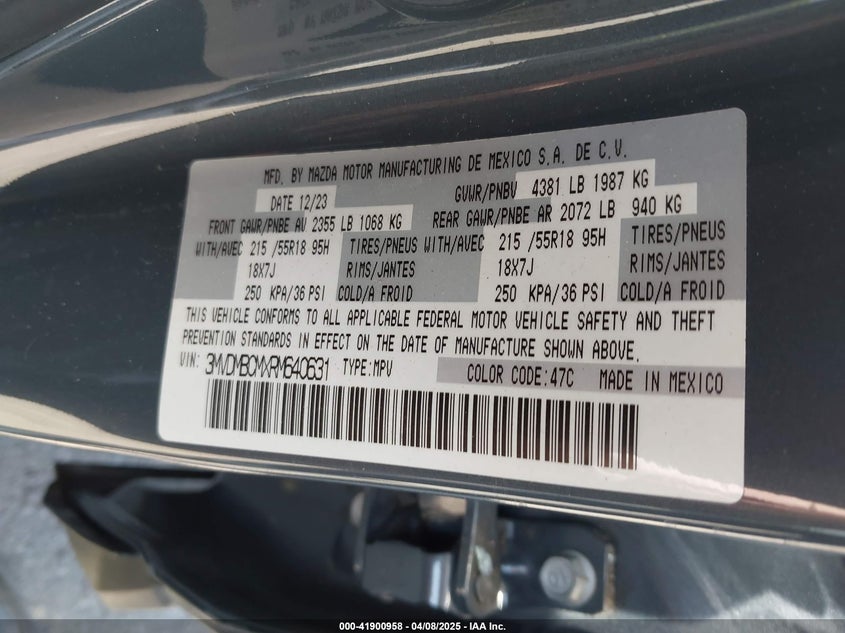 MFD. BY MAZDA MOTOR MANUFACTURING DE MEXICO S.A. DE C.V.
DATE 12/23 GVWR/PNBV 4381 LB 1987 KG
FRONT GAWR/PNBE AV 2355 LB 1068 KG REAR GAWR/PNBE AR 2072 LB 940 KG
WITH/AVEC 215 /55R18 95H TIRES/PNEUS WITH/AVEC 215 /55R18 95H TIRES/PNEUS
18X7J RIMS/JANTES 18X7J RIMS/JANTES
250 KPA/36 PSI COLD/A FROID 250 KPA/36 PSI COLD/A FROID
THIS VEHICLE CONFORMS TO ALL APPLICABLE FEDERAL MOTOR VEHICLE SAFETY AND THEFT
PREVENTION STANDARDS IN EFFECT ON THE DATE OF MANUFACTURE SHOWN ABOVE.
VIN: 3MVDMBCMXRM640631 TYPE:MPV COLOR CODE:47C MADE IN MEXICO
000-41900958 - 04/08/2025 - IAA Inc.